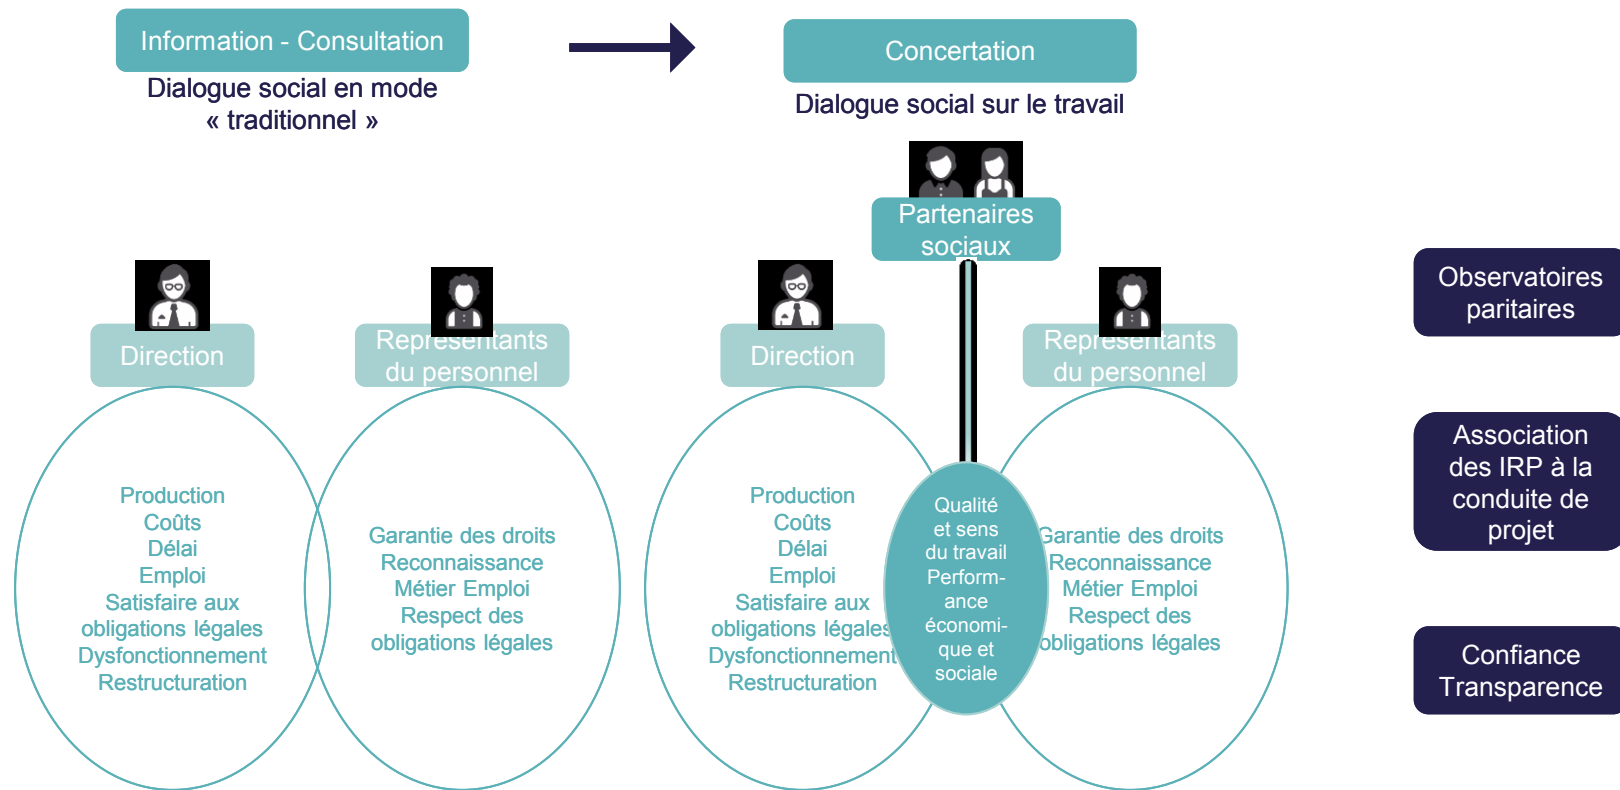 Information - Consultation
Dialogue social en mode
« traditionnel »
Concertation
Dialogue social sur le travail
Partenaires
sociaux
Direction
Représentants
du personnel
Production
Coûts
Délai
Emploi
Satisfaire aux
obligations légales
Dysfonctionnement
Restructuration
Garantie des droits
Reconnaissance
Métier Emploi
Respect des
obligations légales
Direction
Représentants
du personnel
Production
Coûts
Délai
Emploi
Satisfaire aux
obligations légales
Dysfonctionnement
Restructuration
Qualité
et sens
du travail
Perform-
ance
économi-
que et
sociale
Garantie des droits
Reconnaissance
Métier Emploi
Respect des
obligations légales
Observatoires
paritaires
Association
des IRP à la
conduite de
projet
Confiance
Transparence